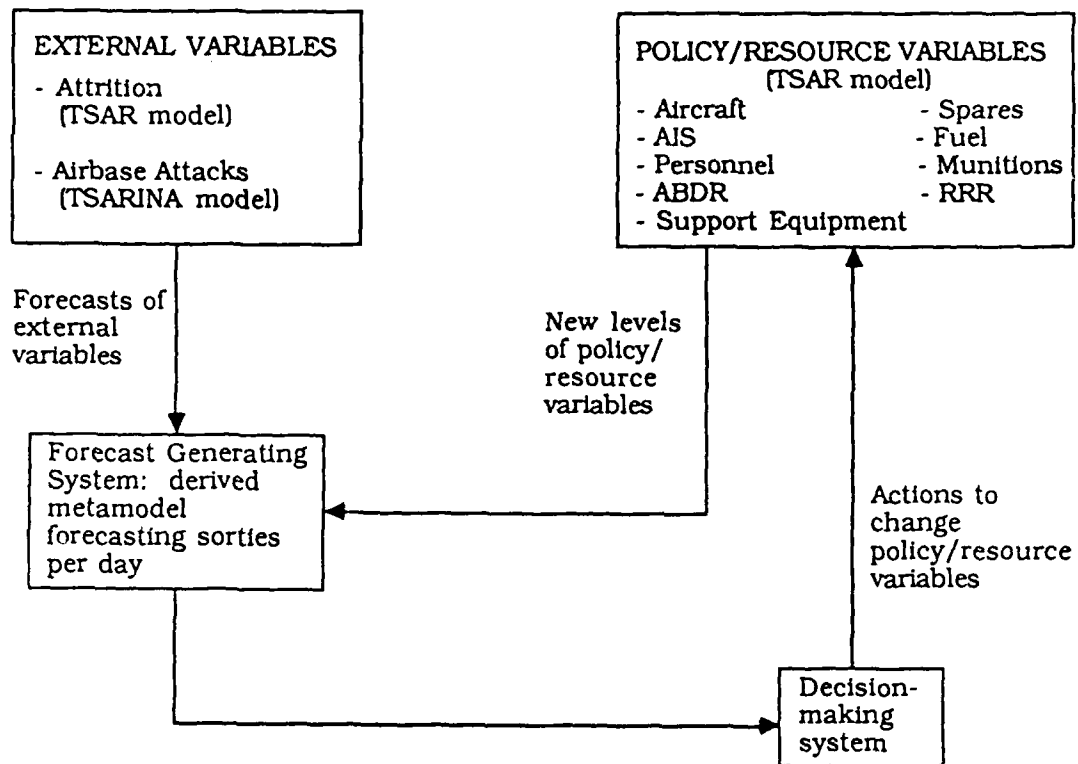 EXTERNAL VARIABLES
- Attrition
(TSAR model)
- Airbase Attacks
(TSARINA model)
POLICY/RESOURCE VARIABLES
(TSAR model)
- Aircraft
- AIS
- Personnel
- ABDR
- Support Equipment
- Spares
- Fuel
- Munitions
- RRR
Forecasts of
external
variables
New levels
of policy/
resource
variables
Forecast Generating
System: derived
metamodel
forecasting sorties
per day
Actions to
change
policy/resource
variables
Decision-
making
system